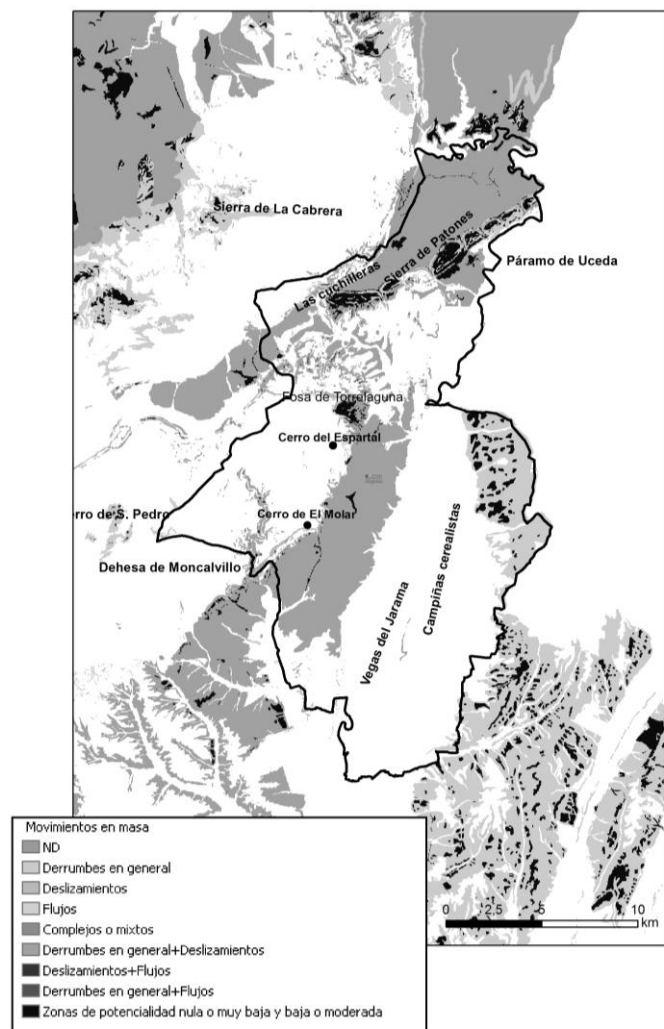 Sierra de La Cabrera
Las cuchilleras
Sierra de Patones
Páramo de Uceda
Fosa de Torrelaguna
Cerro del Espartal
Cerro de S. Pedro
Cerro de El Molar
Dehesa de Moncalvillo
Vegas del Jarama
Campiñas cerealistas
0 2,5 5 10
km
Movimientos en masa
ND
Derrumbes en general
Deslizamientos
Flujos
Complejos o mixtos
Derrumbes en general+Deslizamientos
Deslizamientos+Flujos
Derrumbes en general+Flujos
Zonas de potencialidad nula o muy baja y baja o moderada